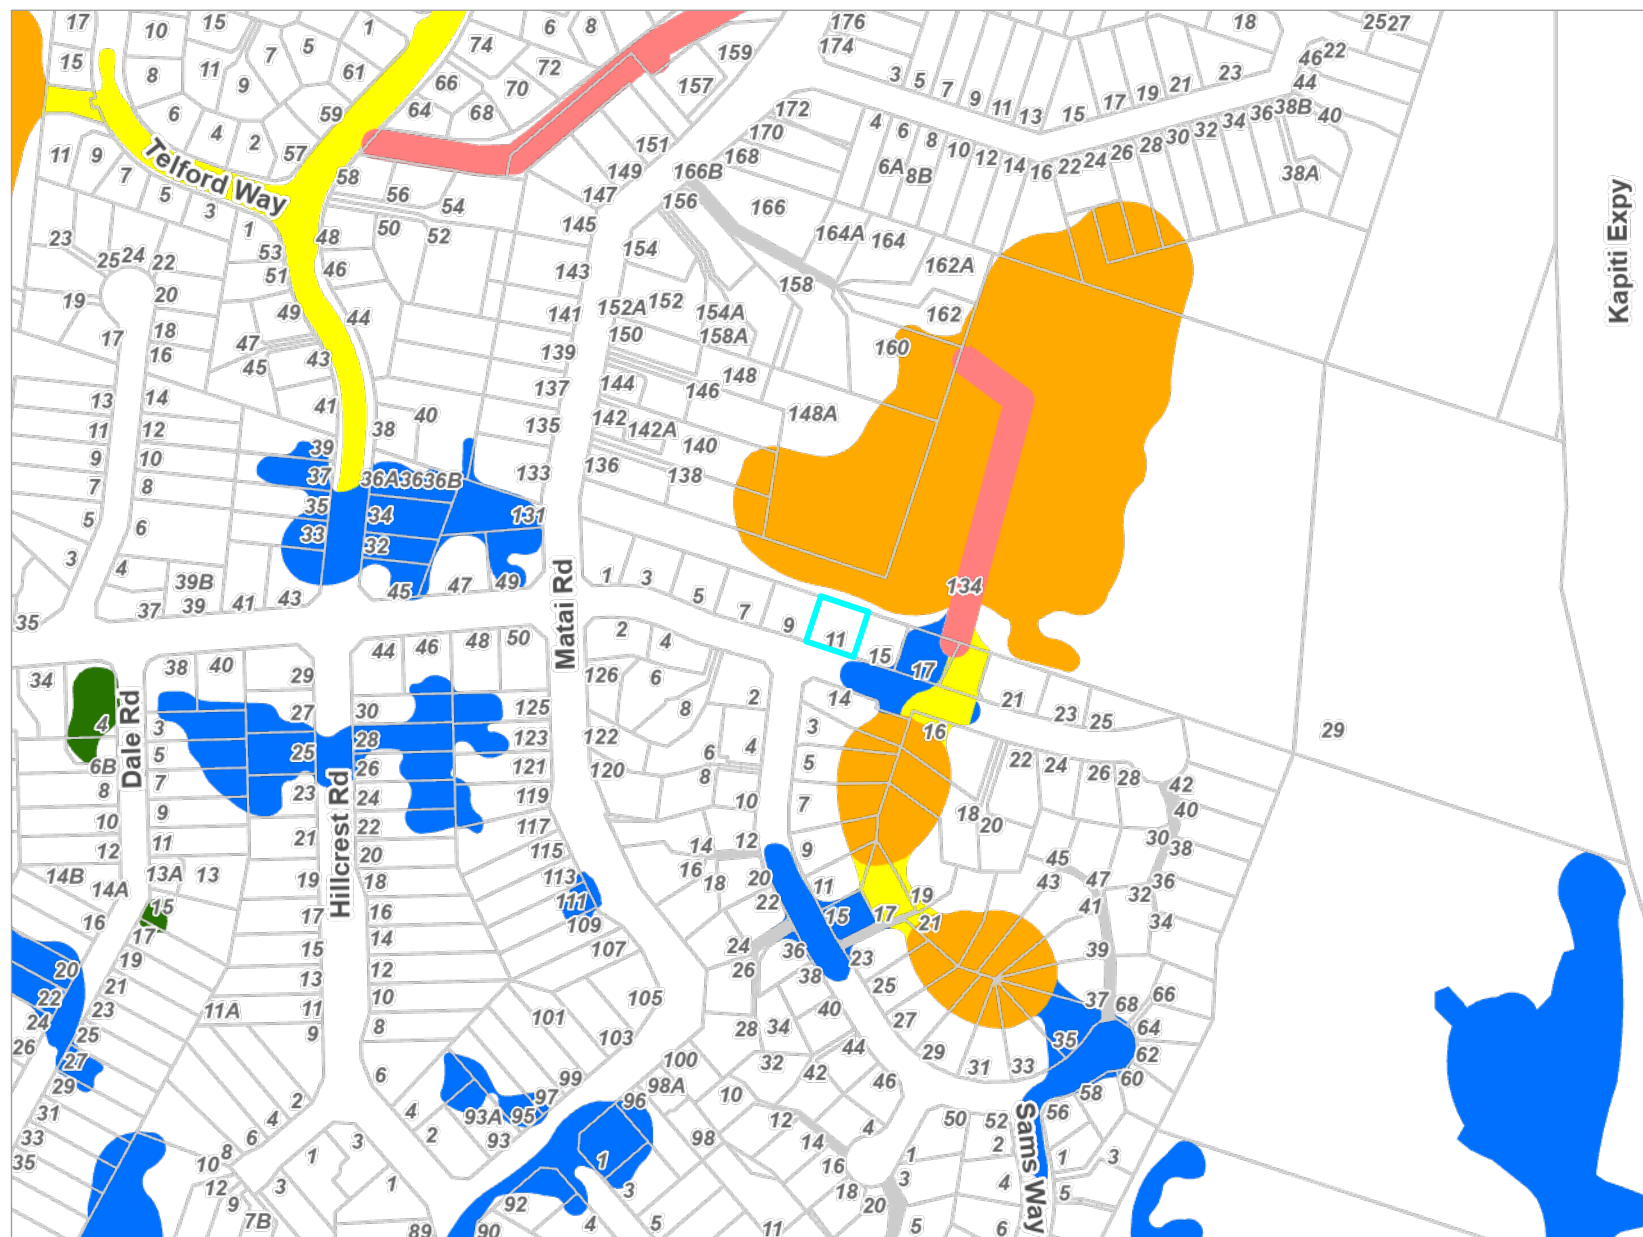 17 10 15 1 74 6 8 159 176 174 18 2527
15 8 11 7 5 9 61 66 72 70 157 3 5 7 9 11 13 15 17 19 21 23 4622 44
6 4 2 59 57 64 68 151 172 170 168 4 6 8 10 12 14 16 22 24 26 28 30 32 34 36 38B 40
11 9 7 5 3 1 Telford Way 58 56 54 149 147 166B 6A 8B 38A
23 2524 22 53 48 50 52 145 156 166 164A 164
Kapiti Expy
19 20 51 46 143 154 158 162A
17 18 16 49 44 47 45 43 141 152A 152 154A 150 158A 162
139 160
13 14 41 137 144 148 146
11 12 39 38 40 135 142 142A 148A 140
9 10 37 36A3636B 133 136 138
7 8 35 34 131
5 6 33 32
3 4 39B 45 47 49 Matai Rd 1 3 134
35 37 39 41 43 5 7 9 11
38 40 44 46 48 50 2 4 15
34 29 126 6 17
4 Dale Rd 3 27 30 125 8 2 14 21 23 25
6B 5 25 28 123 122 6 4 3 16 29
8 7 Hillcrest Rd 26 121 120 8 5 22 24 26 28 42
10 9 23 24 119 10 7 18 20 40
12 11 21 22 117 14 12 9 30 38
14B 14A 13A 13 20 115 16 18 20 11 45 43 47 36
16 15 19 18 113 111 22 15 17 19 21 41 32 34
17 17 16 109 24 36 23 39
20 19 15 14 107 26 38 25 37 68 66
22 21 13 12 105 40 27 64
24 23 11A 11 10 101 103 28 34 35 62
26 25 9 8 100 32 42 44 29 31 33 60
27 29 6 99 98A 10 46 58
31 2 4 93A 95 97 96 12 4 50 52 56
33 4 6 3 2 93 98 14 2 Sams Way
35 10 8 1 1 16 1 1 3
12 9 3 1 92 3 18 20 4 5
7B 89 90 4 5 11 5 6